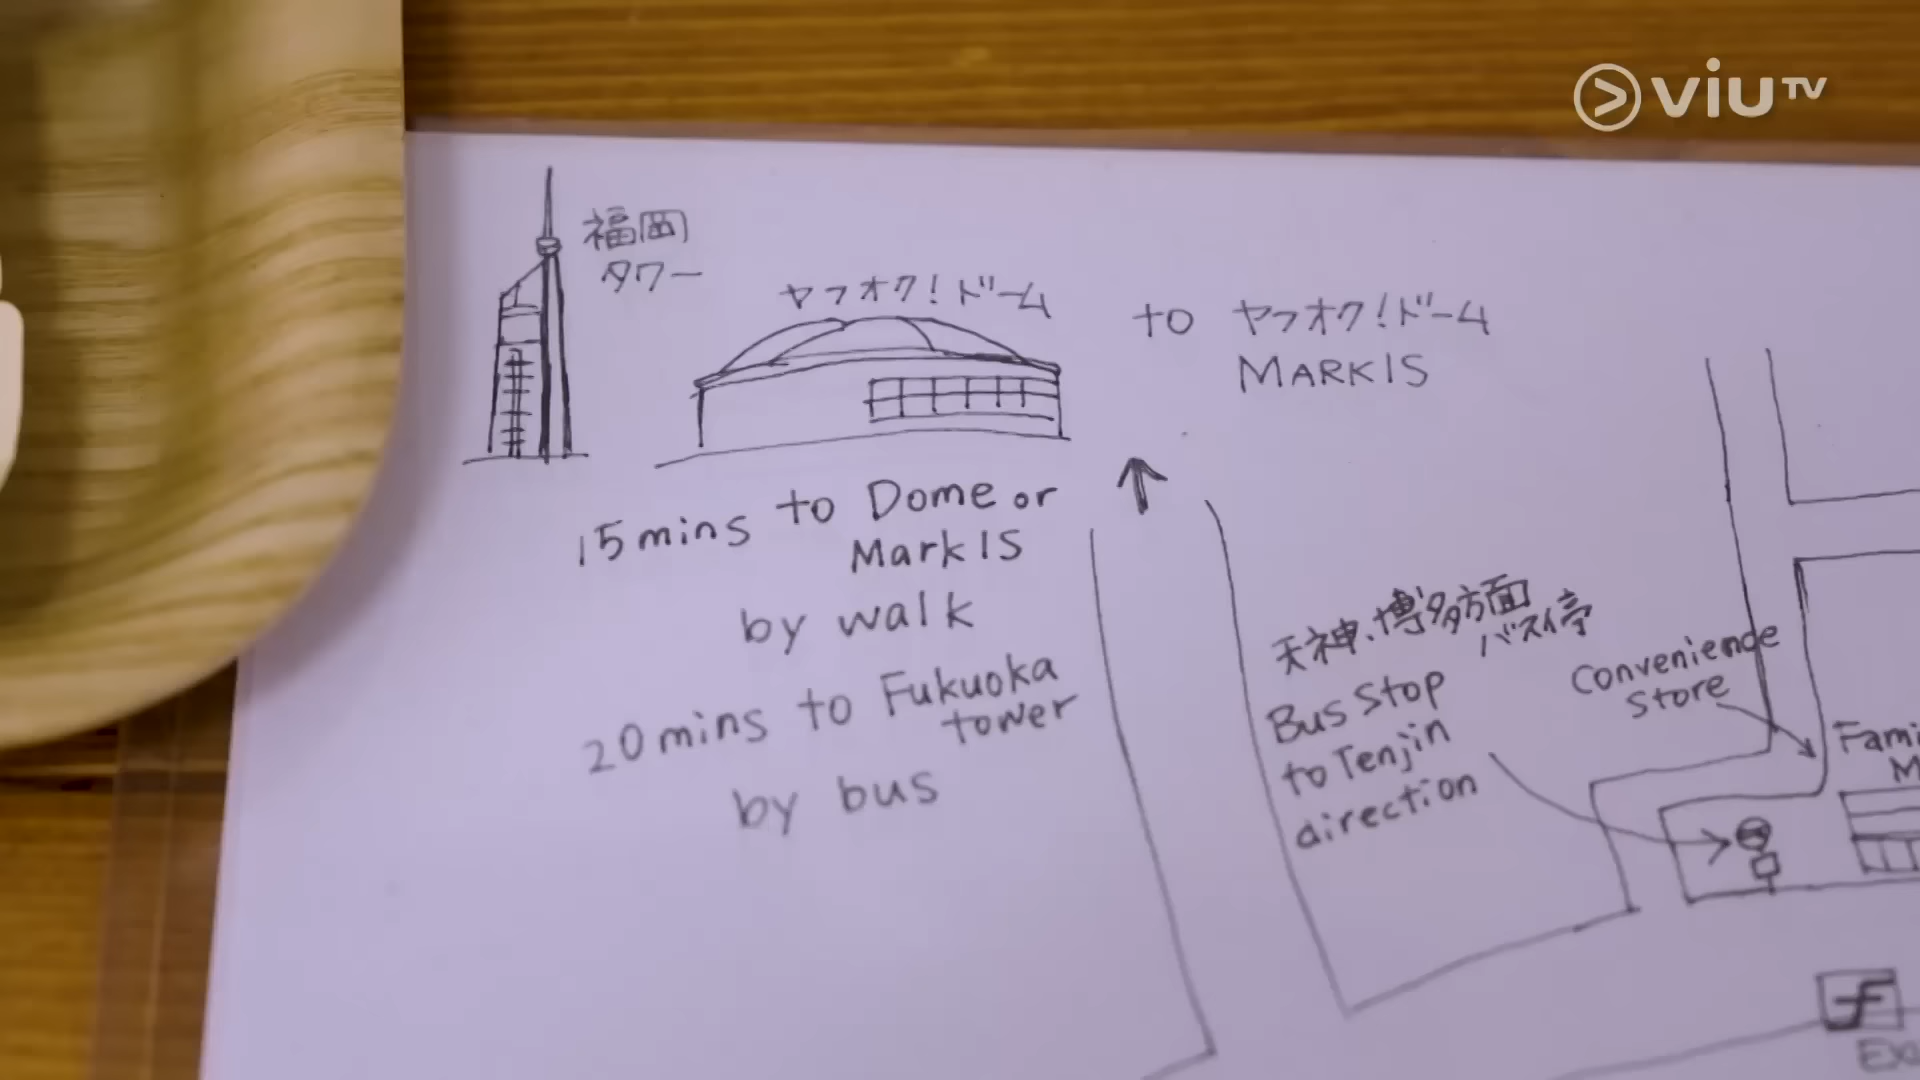 viuTV
福岡
タワー
ヤフオク!ドーム
to ヤフオク!ドーム
MARKIS
15mins to Dome or
MarkIS
by walk
20mins to Fukuoka
tower
by bus
天神、博多方面
バス停
Bus Stop
to Tenjin
direction
Convenience
Store